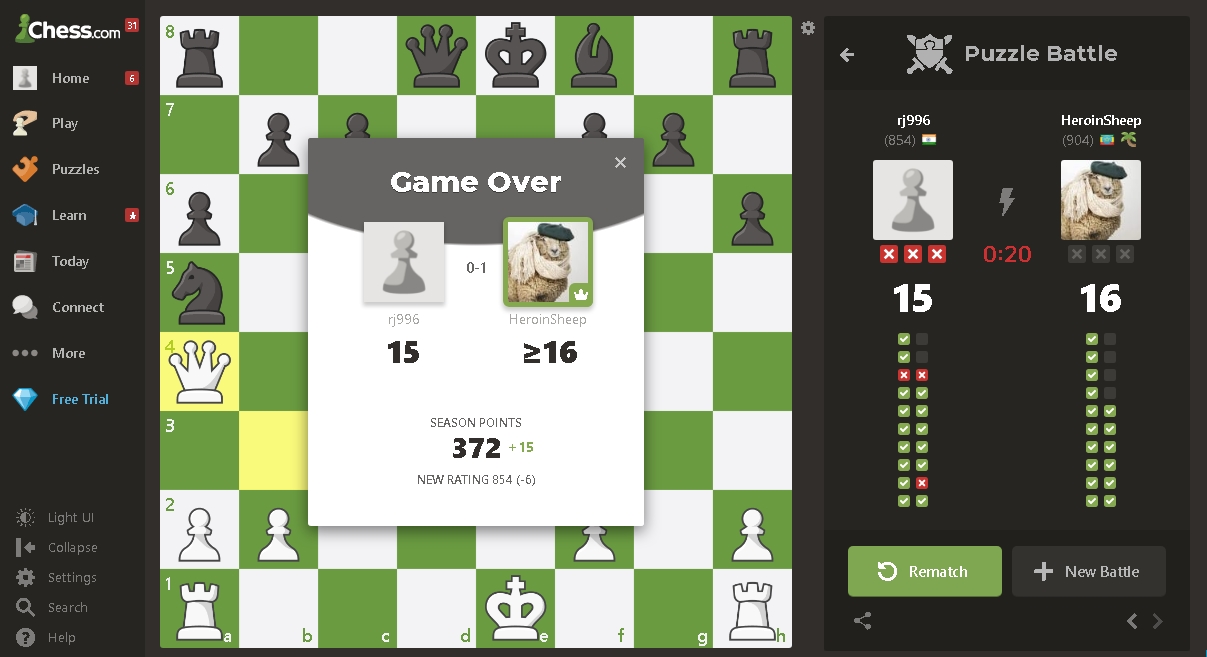 Chess.com
31
Home
6
Play
Puzzles
Learn
Today
Connect
More
Free Trial
Light UI
Collapse
Settings
Search
Help
8
7
6
5
4
3
2
1
a
b
c
d
e
f
g
h
Game Over
0-1
rj996
HeroinSheep
15
≥16
SEASON POINTS
372 +15
NEW RATING 854 (-6)
Puzzle Battle
rj996
HeroinSheep
(854)
(904)
0:20
15
16
Rematch
New Battle